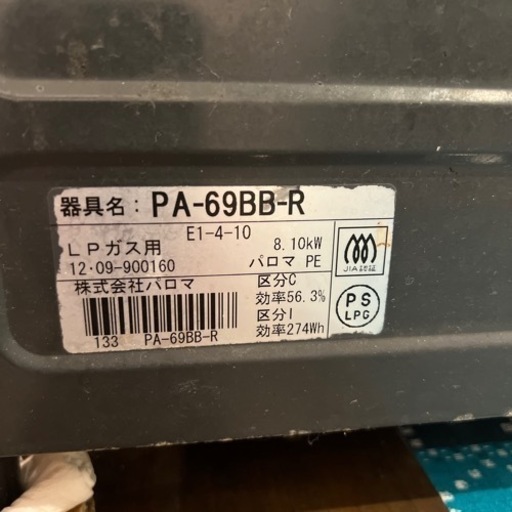 器具名：PA-69BB-R
E1-4-10
LPガス用 8.10kW
12・09-900160 パロマ PE
株式会社パロマ
区分C
効率56.3%
区分I
効率274Wh
133 PA-69BB-R
JIA認証
PS
LPG